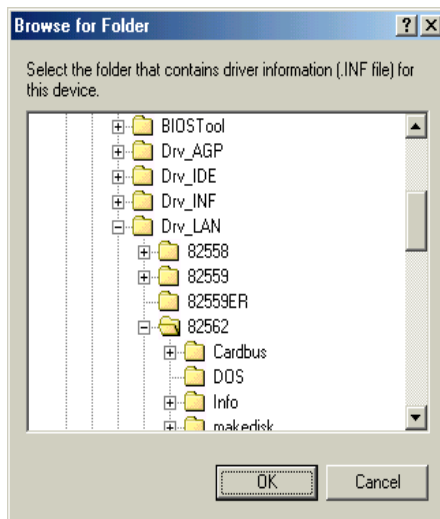 Browse for Folder
Select the folder that contains driver information (.INF file) for
this device.
BIOSTool
Drv_AGP
Drv_IDE
Drv_INF
Drv_LAN
82558
82559
82559ER
82562
Cardbus
DOS
Info
makedisk
OK Cancel